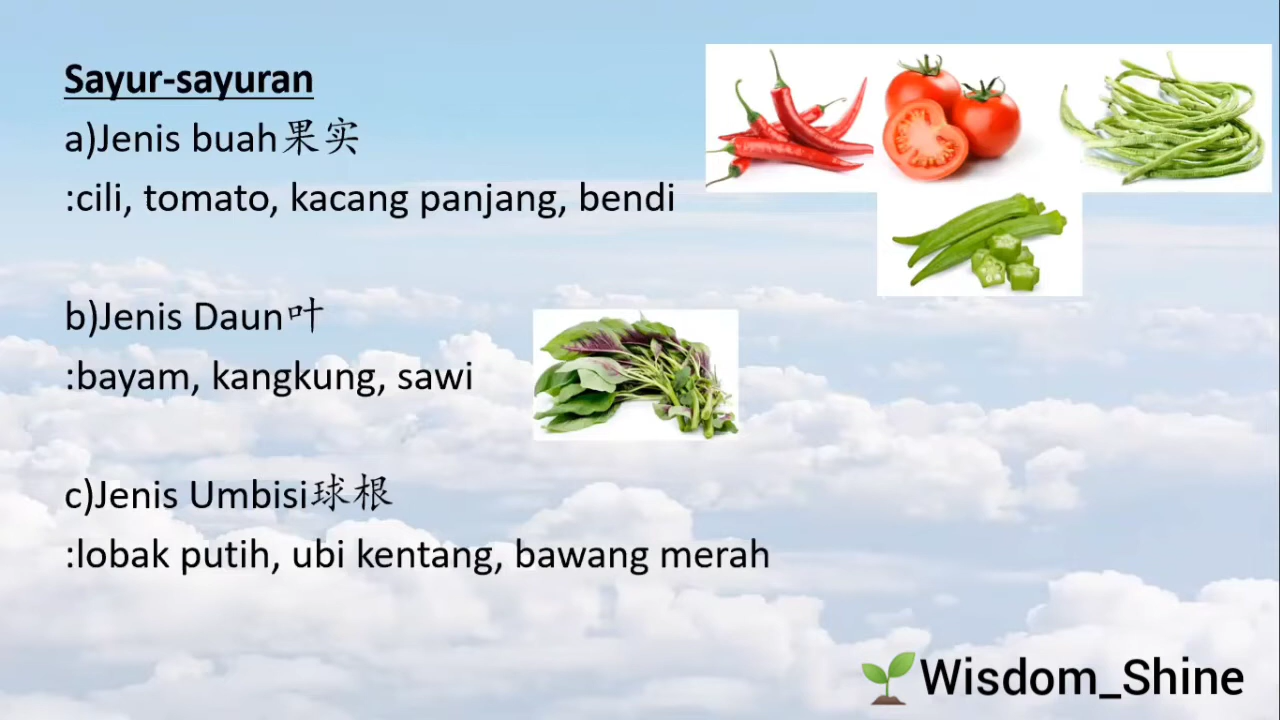 Sayur-sayuran
a)Jenis buah果实
:cili, tomato, kacang panjang, bendi
b)Jenis Daun叶
:bayam, kangkung, sawi
c)Jenis Umbisi球根
:lobak putih, ubi kentang, bawang merah
Wisdom_Shine